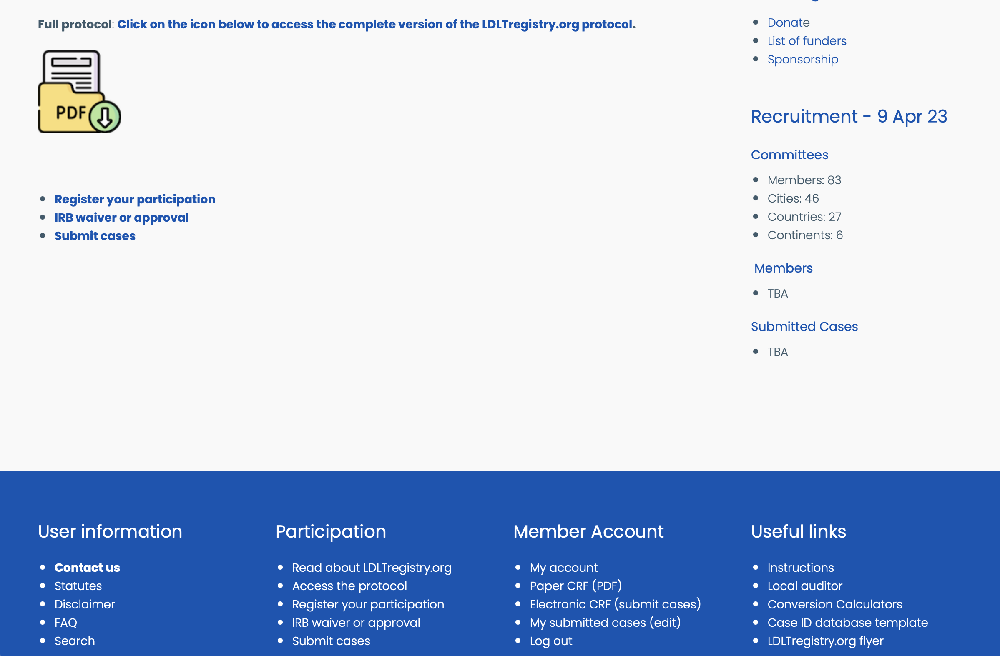 Full protocol: Click on the icon below to access the complete version of the LDLTregistry.org protocol.
PDF
Register your participation
IRB waiver or approval
Submit cases
Donate
List of funders
Sponsorship
Recruitment - 9 Apr 23
Committees
Members: 83
Cities: 46
Countries: 27
Continents: 6
Members
TBA
Submitted Cases
TBA
User information
Contact us
Statutes
Disclaimer
FAQ
Search
Participation
Read about LDLTregistry.org
Access the protocol
Register your participation
IRB waiver or approval
Submit cases
Member Account
My account
Paper CRF (PDF)
Electronic CRF (submit cases)
My submitted cases (edit)
Log out
Useful links
Instructions
Local auditor
Conversion Calculators
Case ID database template
LDLTregistry.org flyer